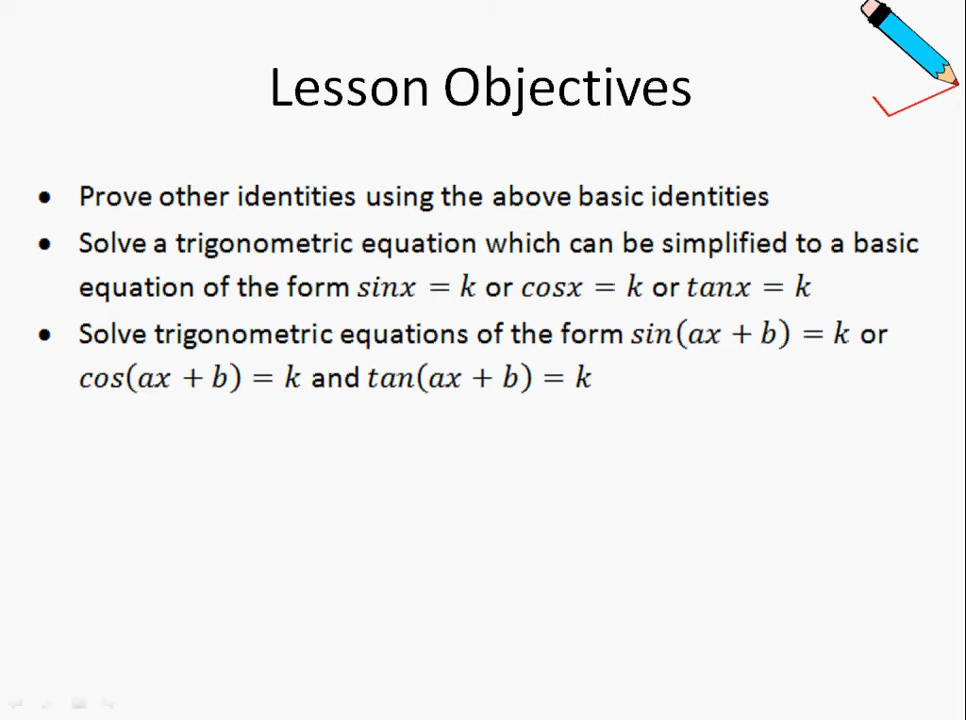 Lesson Objectives
• Prove other identities using the above basic identities
• Solve a trigonometric equation which can be simplified to a basic
equation of the form sinx = k or cosx = k or tanx = k
• Solve trigonometric equations of the form sin(ax + b) = k or
cos(ax + b) = k and tan(ax + b) = k